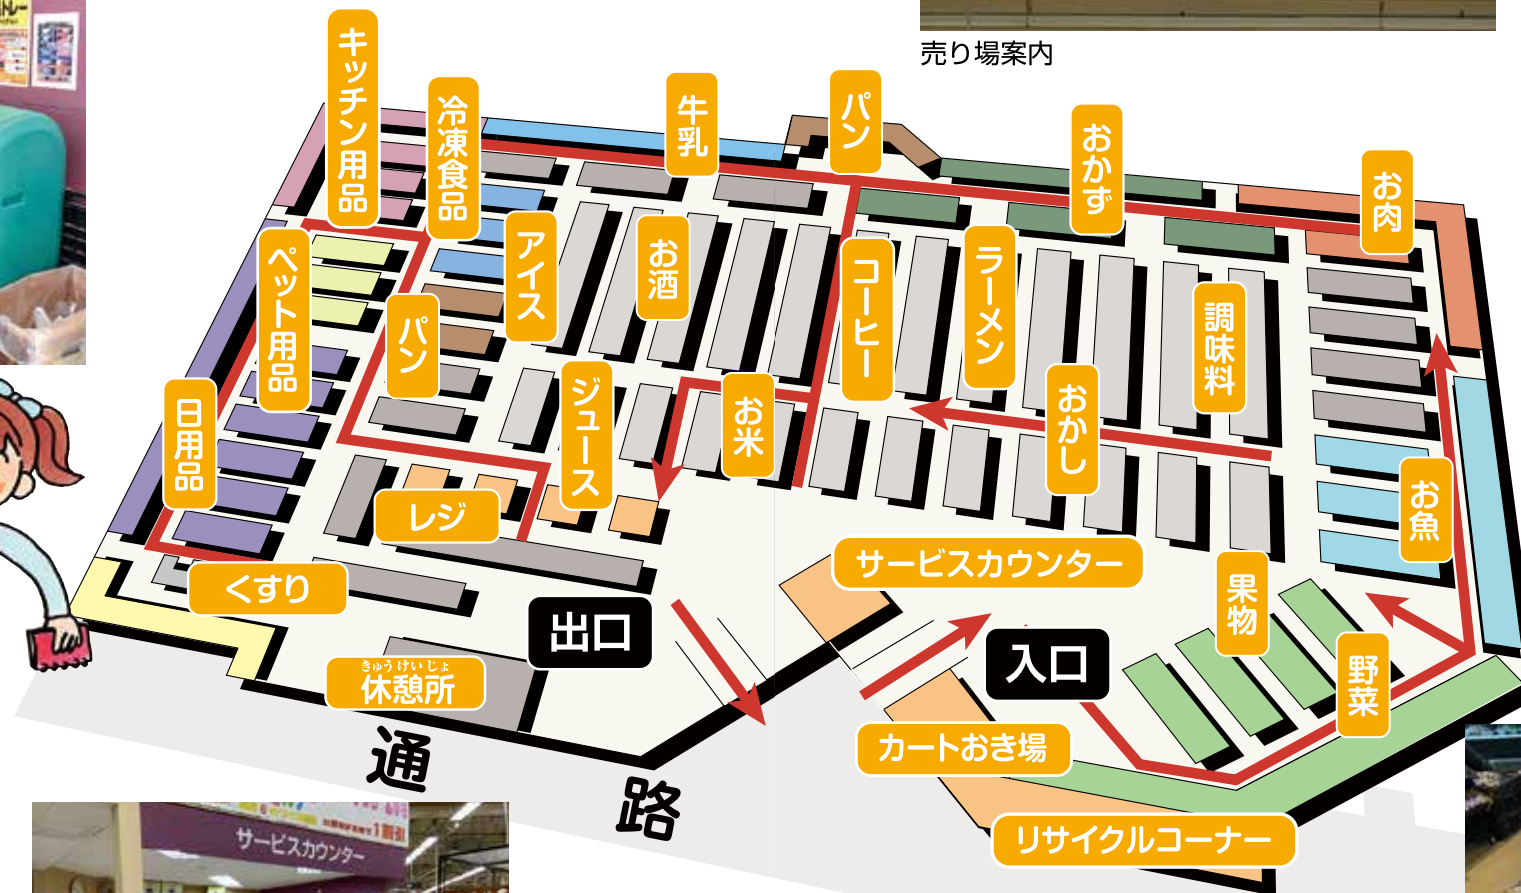 トレー
売り場案内
キッチン用品
冷凍食品
牛乳
パン
おかず
お肉
ペット用品
アイス
お酒
コーヒー
ラーメン
調味料
パン
日用品
ジュース
お米
おかし
お魚
レジ
くすり
サービスカウンター
果物
出口
入口
野菜
きゅうけいじょ
休憩所
カートおき場
通路
リサイクルコーナー
1割引
サービスカウンター